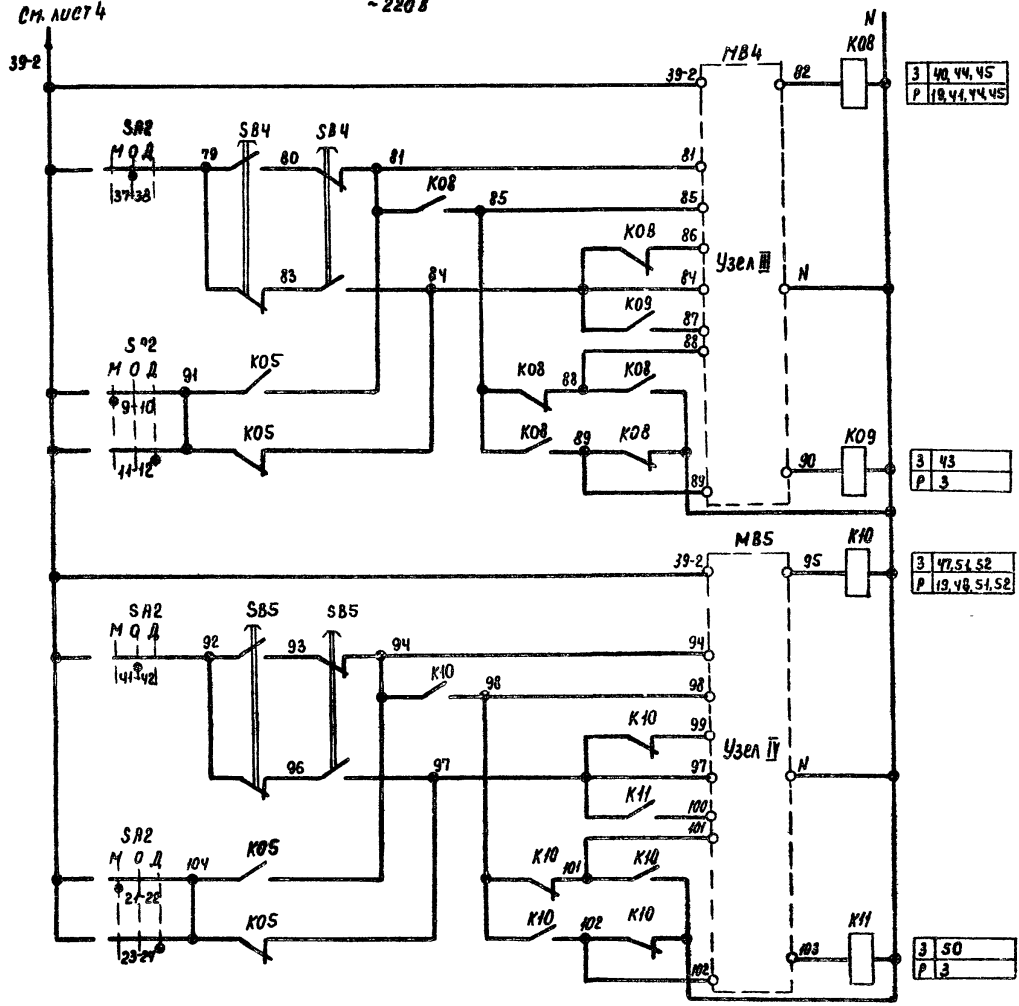 См. лист 4
~ 220 В
N
39-2
39-2
МВ4
82
К08
З 40, 44, 45
Р 18, 41, 44, 45
SA2
М О Д
37-38
79
SB4
80
SB4
81
81
К08
85
85
К08
86
83
84
Узел III
84
N
К09
87
88
SA2
М О Д
91
К05
К08
88
К08
9-10
К05
К08
89
К08
К09
90
З 43
Р 3
11-12
89
МВ5
К10
39-2
95
З 47, 51, 52
Р 19, 48, 51, 52
SA2
М О Д
92
SB5
93
SB5
94
94
41-42
К10
98
98
К10
99
Узел IV
96
97
97
N
К11
100
101
SA2
М О Д
104
К05
К10
101
К10
21-22
К05
К10
102
К10
К11
23-24
102
103
З 50
Р 3